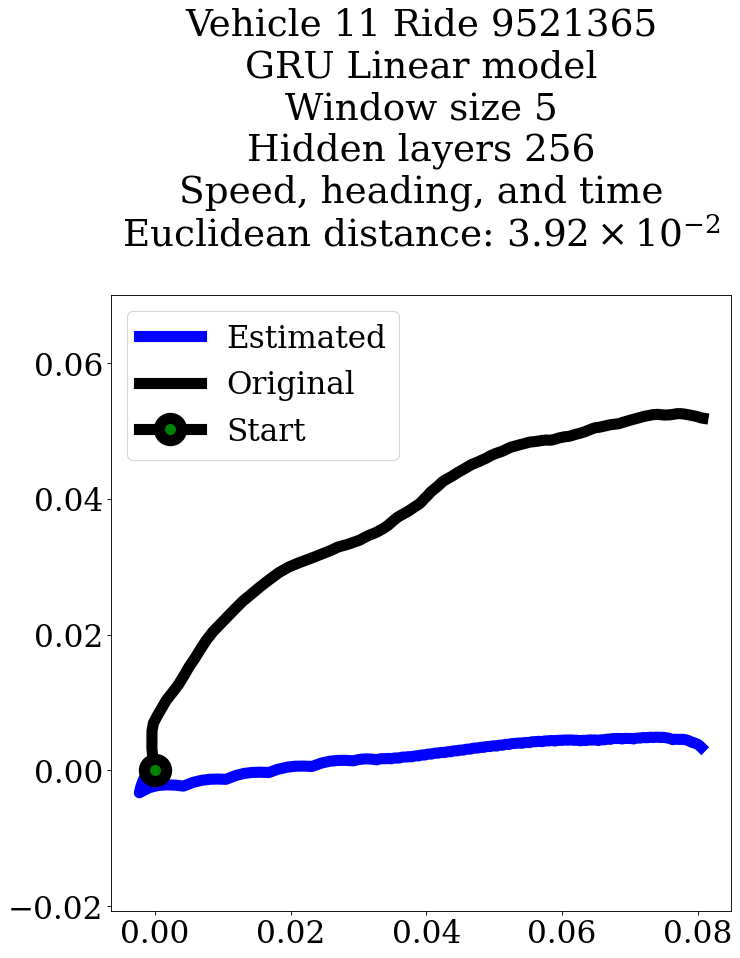 Vehicle 11 Ride 9521365
GRU Linear model
Window size 5
Hidden layers 256
Speed, heading, and time
Euclidean distance: 3.92 × 10⁻²
Estimated
Original
Start
0.06
0.04
0.02
0.00
−0.02
0.00 0.02 0.04 0.06 0.08